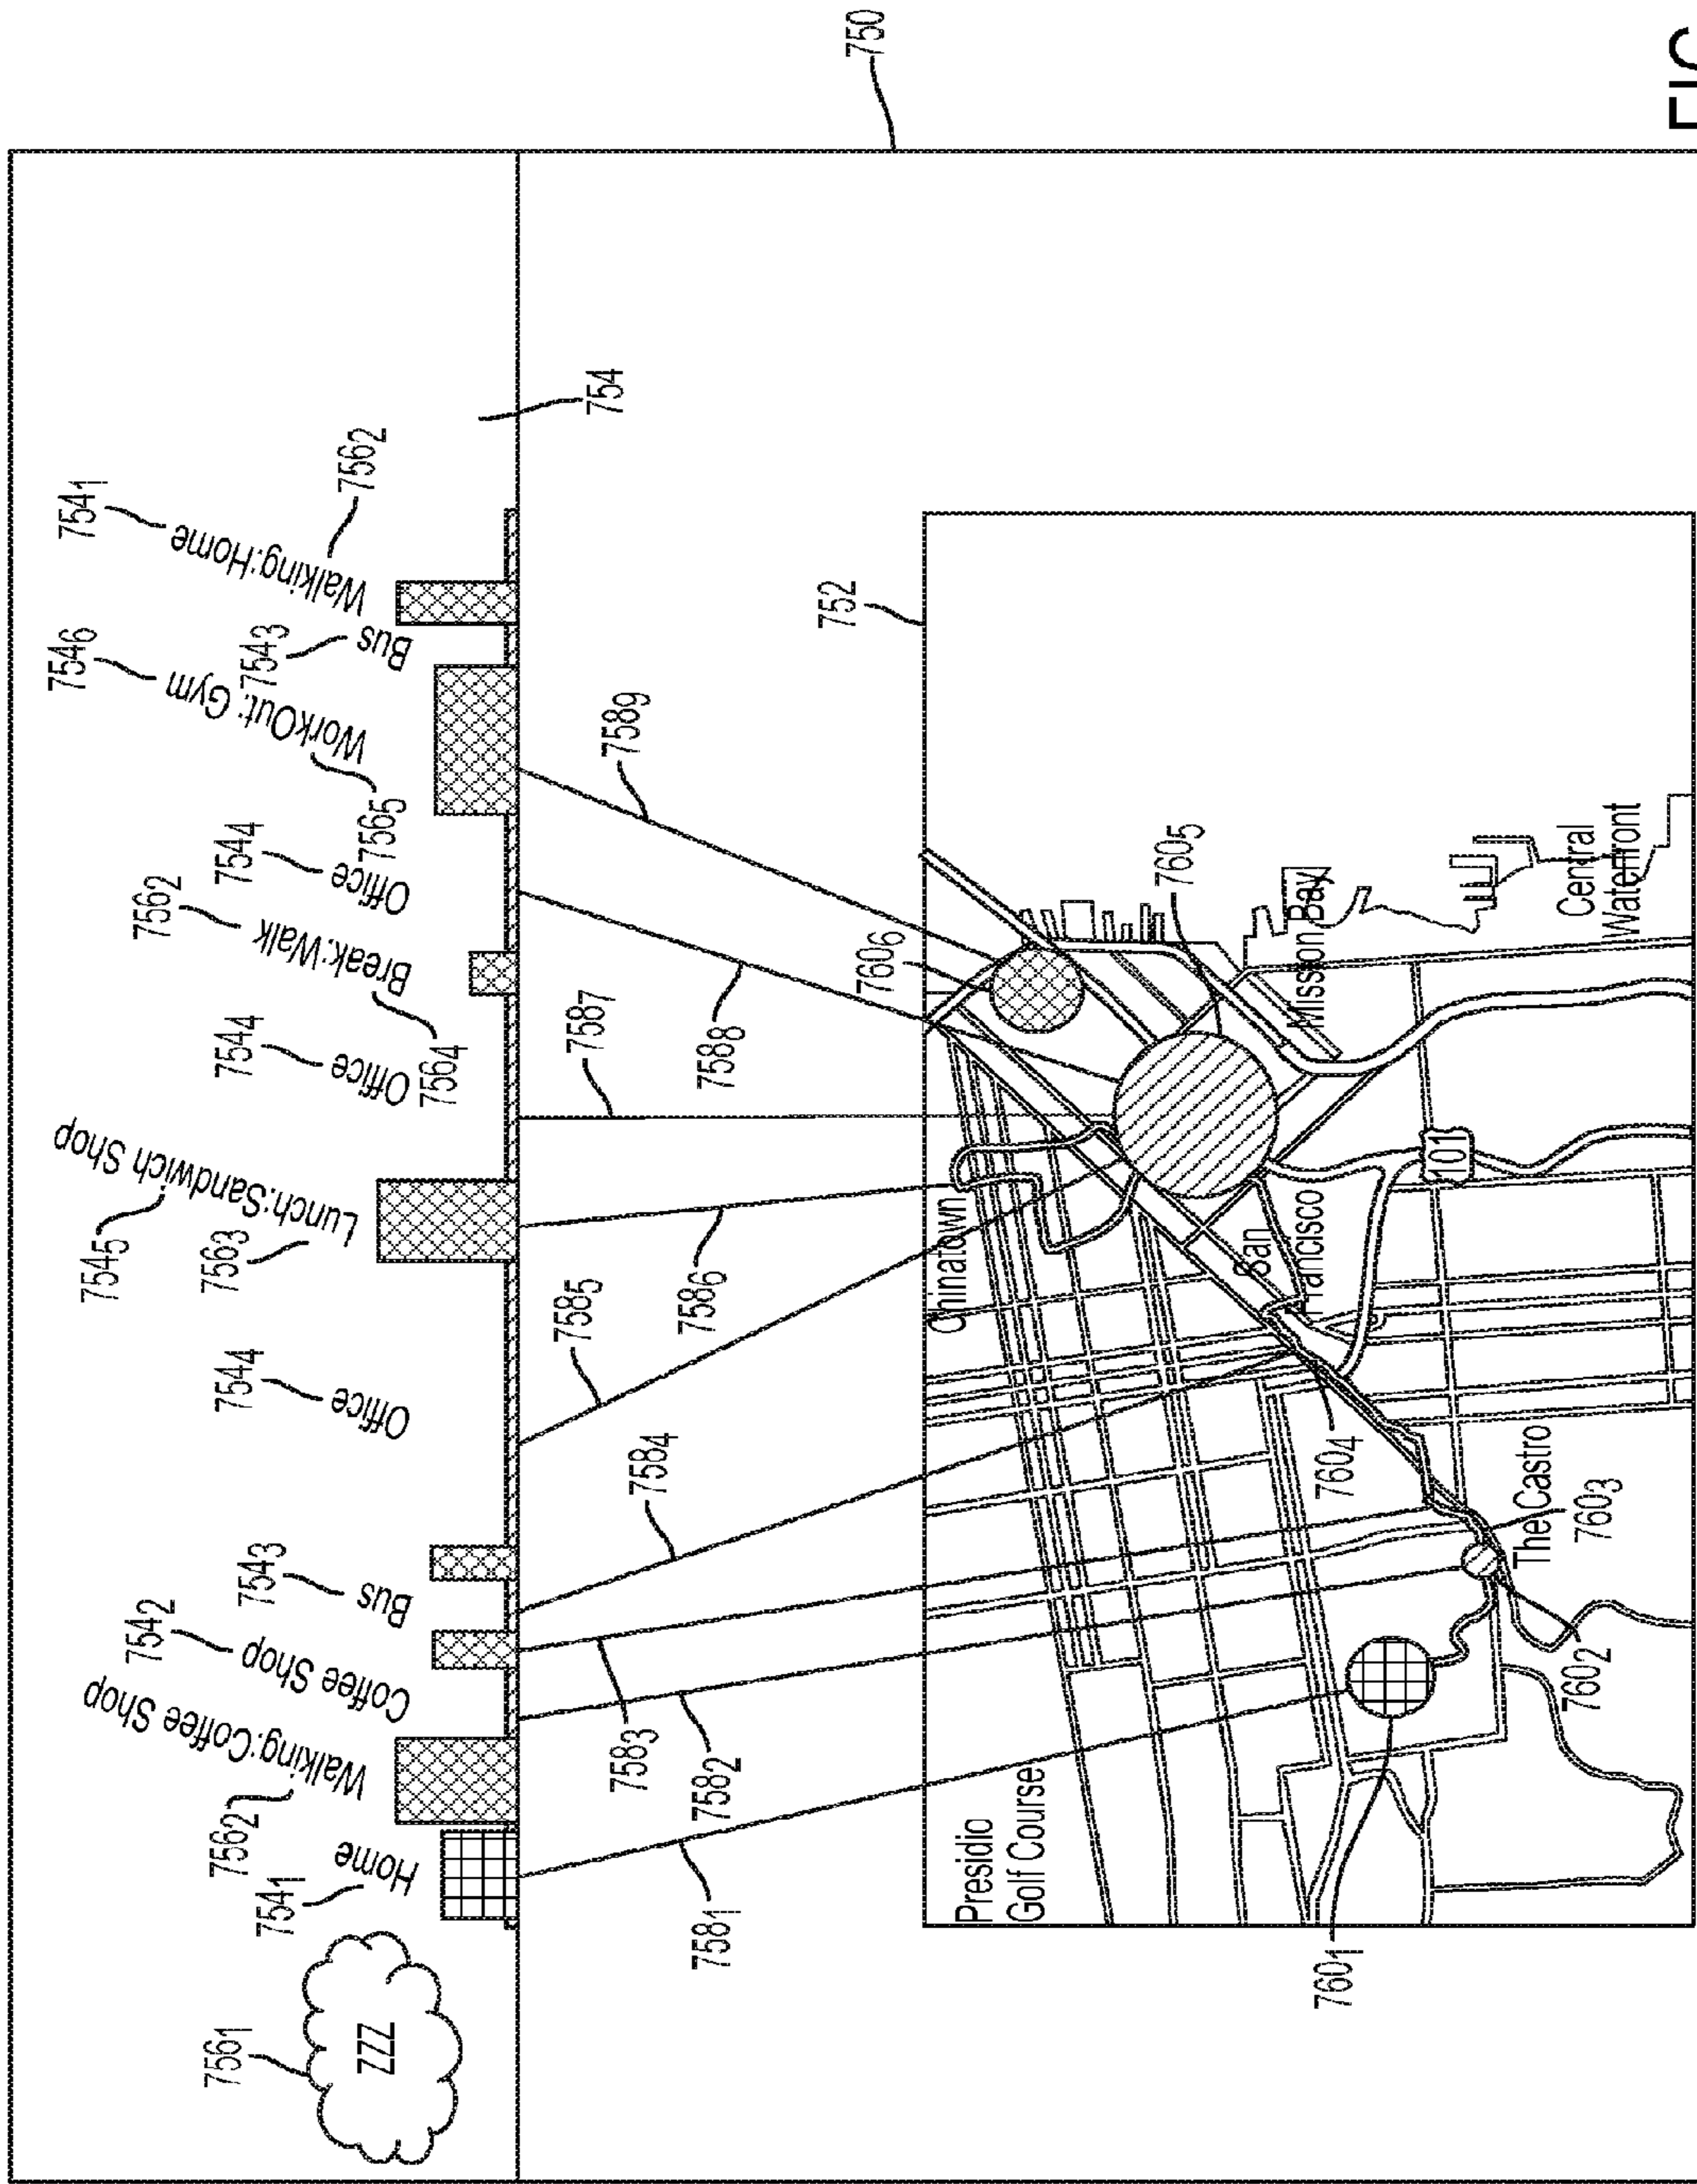 756₁
ZZZ
754₁
Home
756₂
Walking:Coffee Shop
754₂
Coffee Shop
754₃
Bus
754₄
Office
754₅
756₃
Lunch:Sandwich Shop
754₄
Office
756₄
756₂
Break:Walk
754₄
Office
756₅
754₆
WorkOut: Gym
754₃
Bus
754₁
Walking:Home
756₂
754
750
758₁
758₂
758₃
758₄
758₅
758₆
758₇
758₈
758₉
752
Presidio
Golf Course
Chinatown
San
Francisco
101
Mission Bay
Central
Waterfront
The Castro
760₁
760₂
760₃
760₄
760₅
760₆